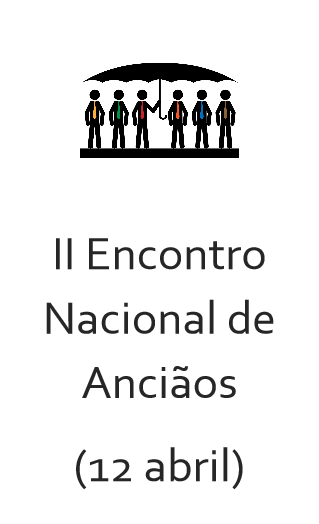 II Encontro
Nacional de
Anciãos
(12 abril)